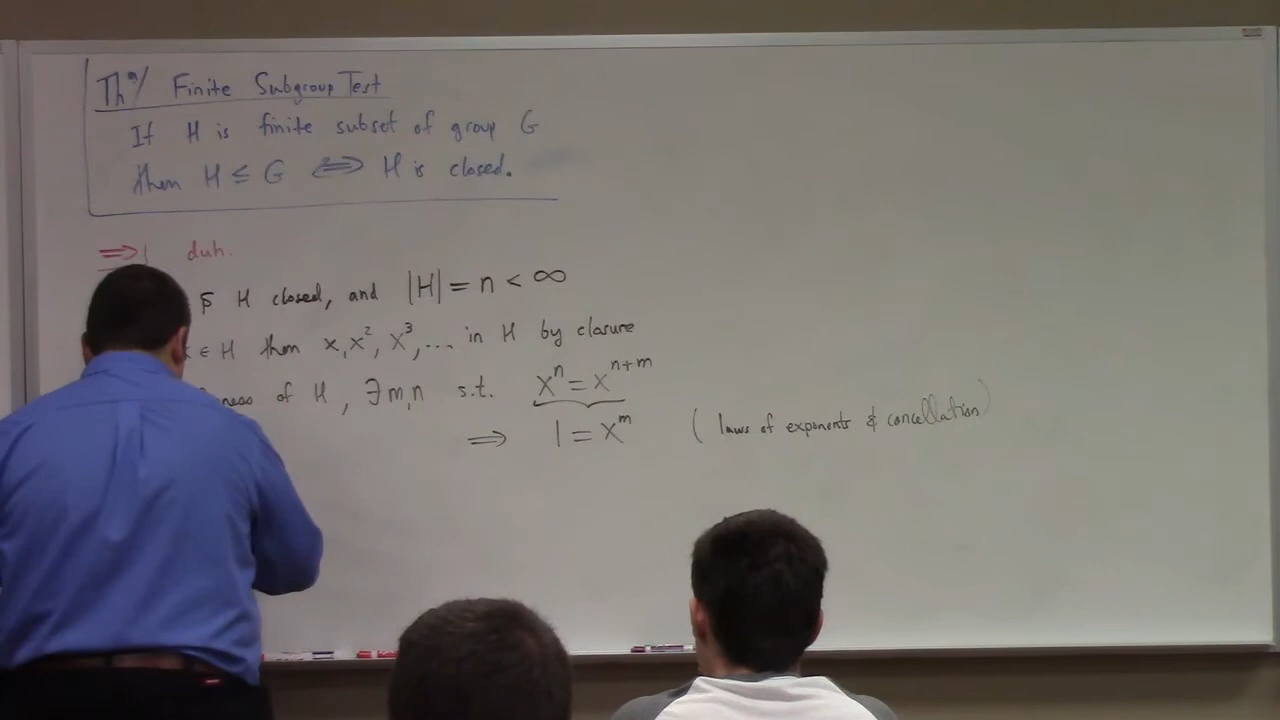 Thm/ Finite Subgroup Test
If H is finite subset of group G
then H ≤ G ⟺ H is closed.
⟹ duh.
H closed, and |H| = n < ∞
x ∈ H then x, x², x³, ... in H by closure
ness of H, ∃ m, n s.t. xⁿ = xⁿ⁺ᵐ
⟹ 1 = xᵐ (laws of exponents & cancellation)